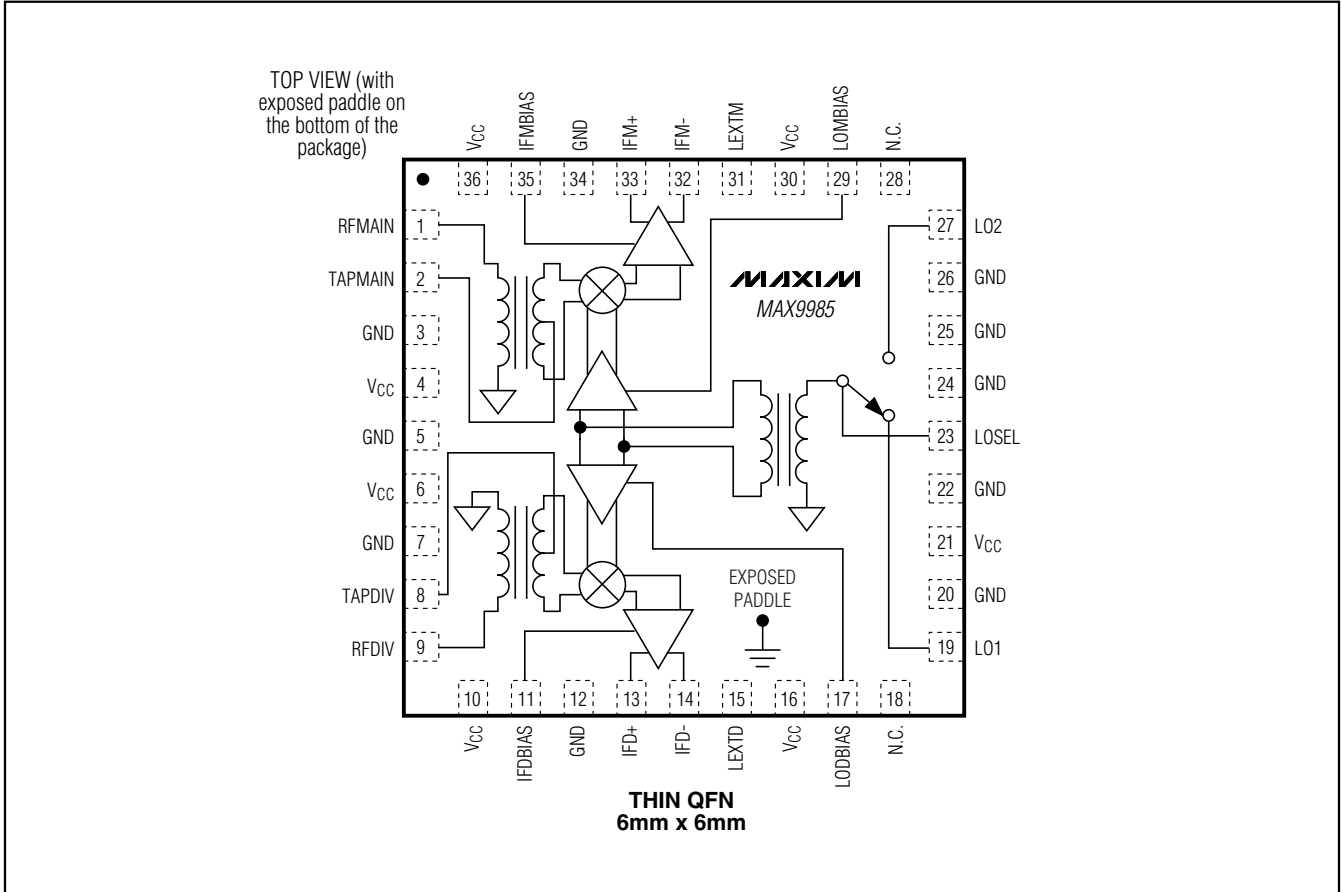 TOP VIEW (with
exposed paddle on
the bottom of the
package)
VCC
IFMBIAS
GND
IFM+
IFM-
LEXTM
VCC
LOMBIAS
N.C.
36
35
34
33
32
31
30
29
28
RFMAIN 1
TAPMAIN 2
GND 3
VCC 4
GND 5
VCC 6
GND 7
TAPDIV 8
RFDIV 9
MAXIM
MAX9985
27 LO2
26 GND
25 GND
24 GND
23 LOSEL
22 GND
21 VCC
20 GND
19 LO1
EXPOSED
PADDLE
10
11
12
13
14
15
16
17
18
VCC
IFDBIAS
GND
IFD+
IFD-
LEXTD
VCC
LODBIAS
N.C.
THIN QFN
6mm x 6mm